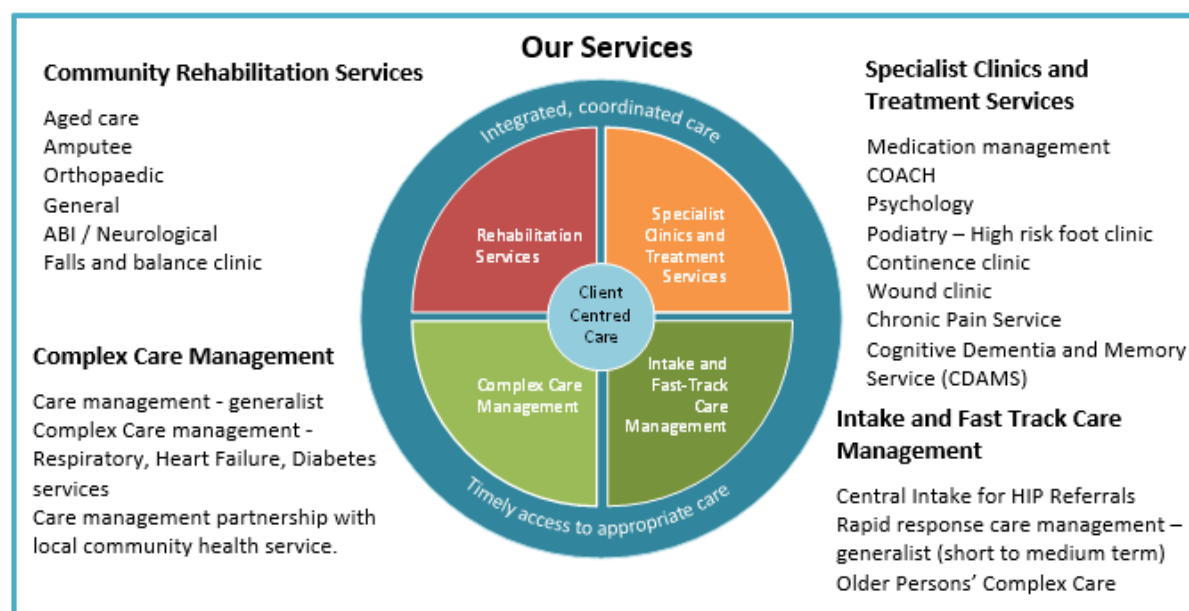 Our Services
Community Rehabilitation Services
Aged care
Amputee
Orthopaedic
General
ABI / Neurological
Falls and balance clinic
Complex Care Management
Care management - generalist
Complex Care management -
Respiratory, Heart Failure, Diabetes
services
Care management partnership with
local community health service.
Integrated, coordinated care
Rehabilitation
Services
Specialist
Clinics and
Treatment
Services
Client
Centred
Care
Complex Care
Management
Intake and
Fast-Track
Care
Management
Timely access to appropriate care
Specialist Clinics and
Treatment Services
Medication management
COACH
Psychology
Podiatry – High risk foot clinic
Continence clinic
Wound clinic
Chronic Pain Service
Cognitive Dementia and Memory
Service (CDAMS)
Intake and Fast Track Care
Management
Central Intake for HIP Referrals
Rapid response care management –
generalist (short to medium term)
Older Persons’ Complex Care